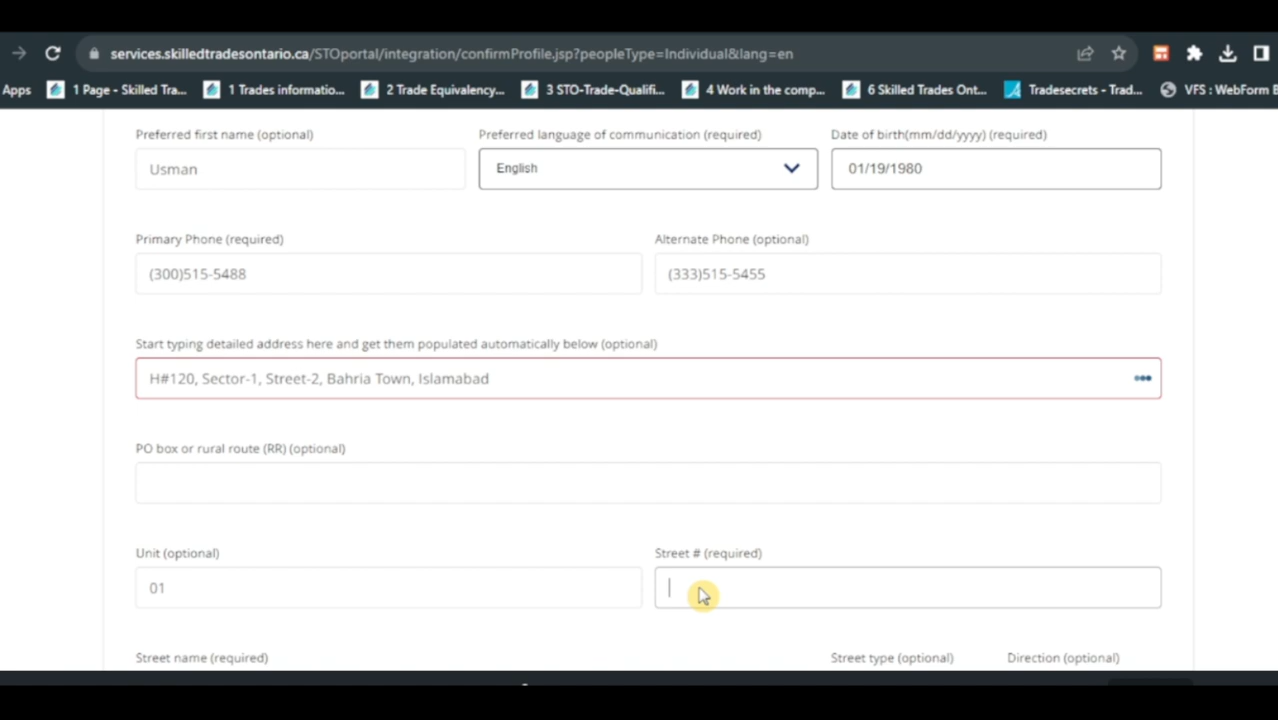 services.skilledtradesontario.ca/STOportal/integration/confirmProfile.jsp?peopleType=Individual&lang=en
Apps 1 Page - Skilled Tra... 1 Trades informatio... 2 Trade Equivalency... 3 STO-Trade-Qualifi... 4 Work in the comp... 6 Skilled Trades Ont... Tradesecrets - Trad... VFS : WebForm B
Preferred first name (optional) Preferred language of communication (required) Date of birth(mm/dd/yyyy) (required)
Usman English 01/19/1980
Primary Phone (required) Alternate Phone (optional)
(300)515-5488 (333)515-5455
Start typing detailed address here and get them populated automatically below (optional)
H#120, Sector-1, Street-2, Bahria Town, Islamabad
PO box or rural route (RR) (optional)
Unit (optional) Street # (required)
01
Street name (required) Street type (optional) Direction (optional)